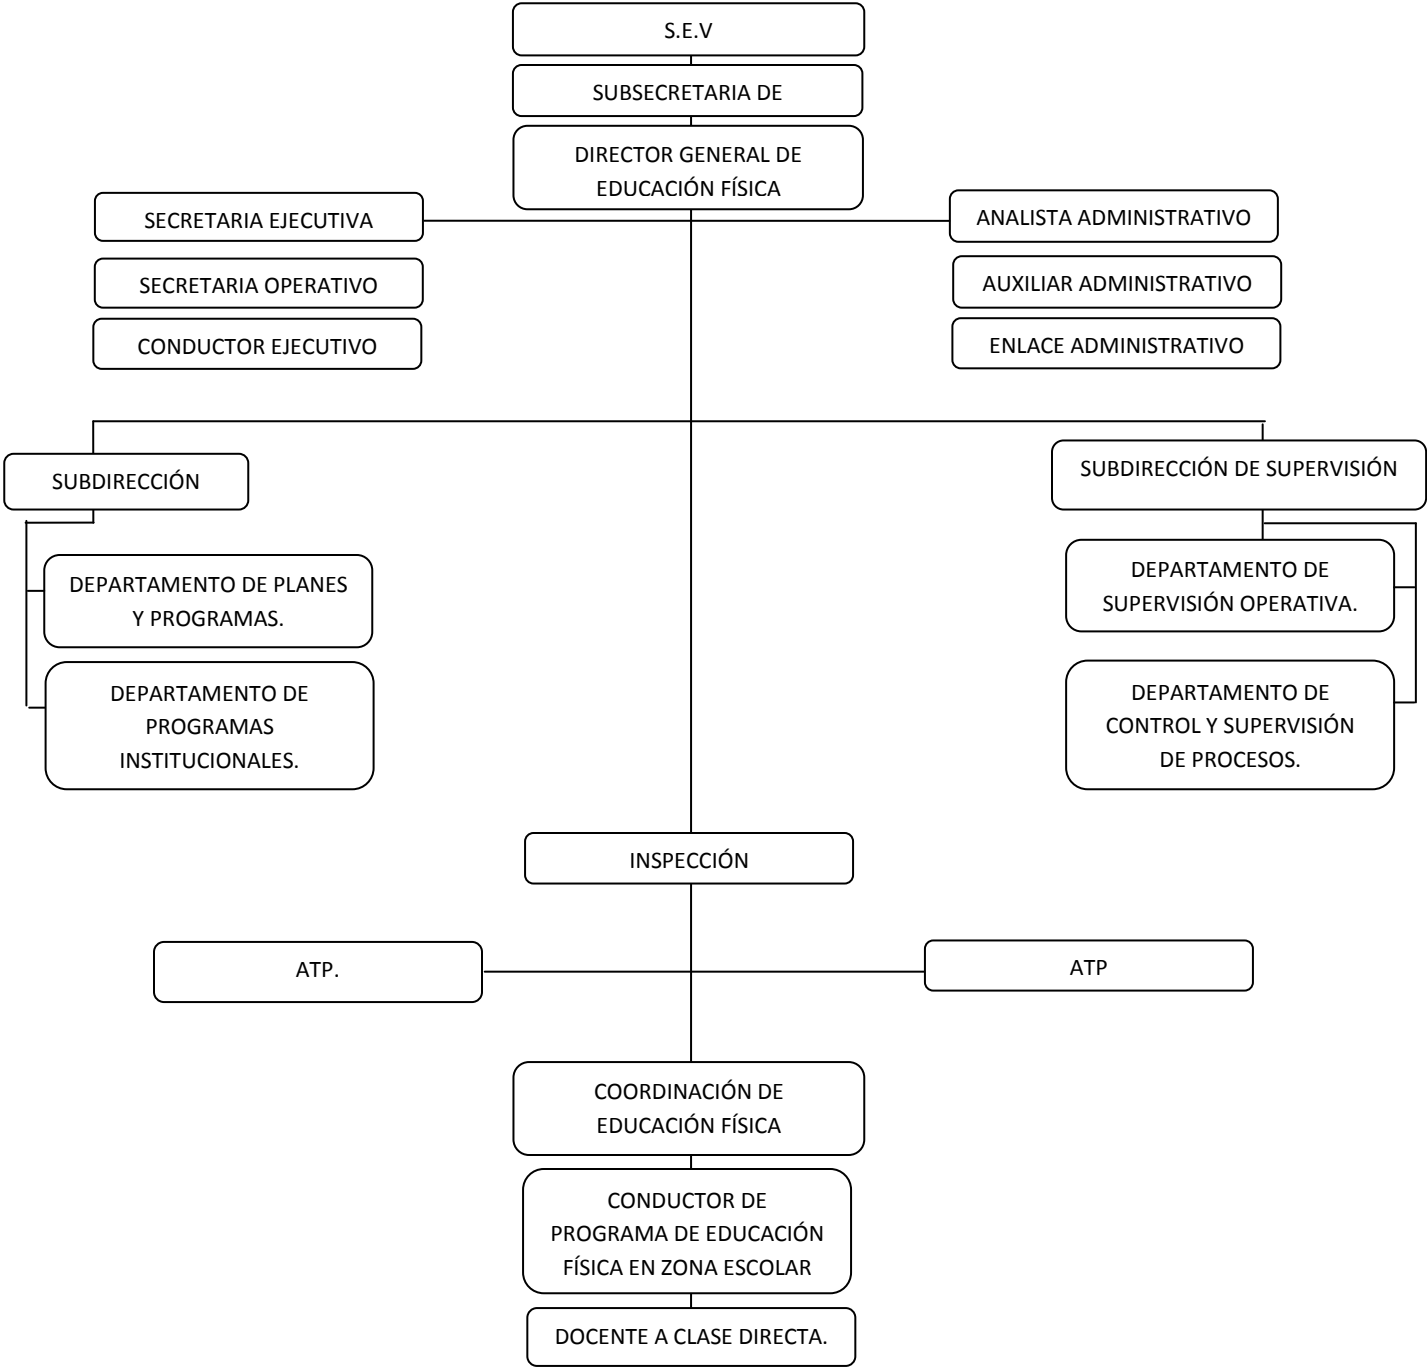 S.E.V
SUBSECRETARIA DE
DIRECTOR GENERAL DE
EDUCACIÓN FÍSICA
SECRETARIA EJECUTIVA
ANALISTA ADMINISTRATIVO
SECRETARIA OPERATIVO
AUXILIAR ADMINISTRATIVO
CONDUCTOR EJECUTIVO
ENLACE ADMINISTRATIVO
SUBDIRECCIÓN
SUBDIRECCIÓN DE SUPERVISIÓN
DEPARTAMENTO DE PLANES
Y PROGRAMAS.
DEPARTAMENTO DE
SUPERVISIÓN OPERATIVA.
DEPARTAMENTO DE
PROGRAMAS
INSTITUCIONALES.
DEPARTAMENTO DE
CONTROL Y SUPERVISIÓN
DE PROCESOS.
INSPECCIÓN
ATP.
ATP
COORDINACIÓN DE
EDUCACIÓN FÍSICA
CONDUCTOR DE
PROGRAMA DE EDUCACIÓN
FÍSICA EN ZONA ESCOLAR
DOCENTE A CLASE DIRECTA.